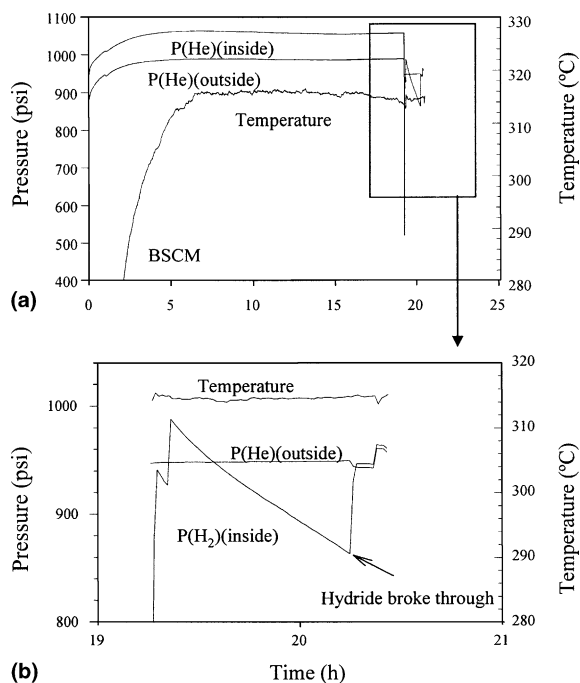 1100
1000
900
800
700
600
500
400
Pressure (psi)
P(He)(inside)
P(He)(outside)
Temperature
BSCM
330
320
310
300
290
280
Temperature (ºC)
0
5
10
15
20
25
(a)
1000
900
800
Pressure (psi)
Temperature
P(He)(outside)
P(H₂)(inside)
Hydride broke through
320
310
300
290
280
Temperature (ºC)
19
20
21
Time (h)
(b)